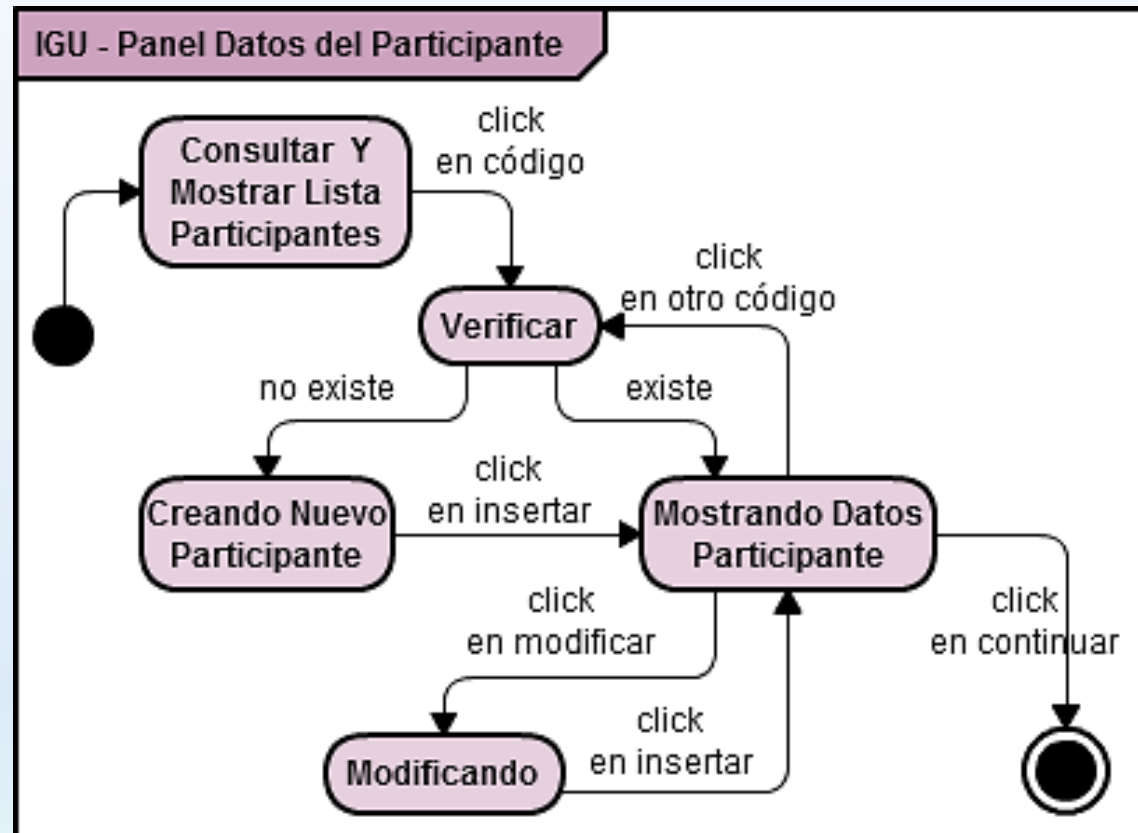 IGU - Panel Datos del Participante
click
en código
Consultar Y
Mostrar Lista
Participantes
click
en otro código
Verificar
no existe
existe
click
en insertar
Creando Nuevo
Participante
Mostrando Datos
Participante
click
en modificar
click
en continuar
click
en insertar
Modificando